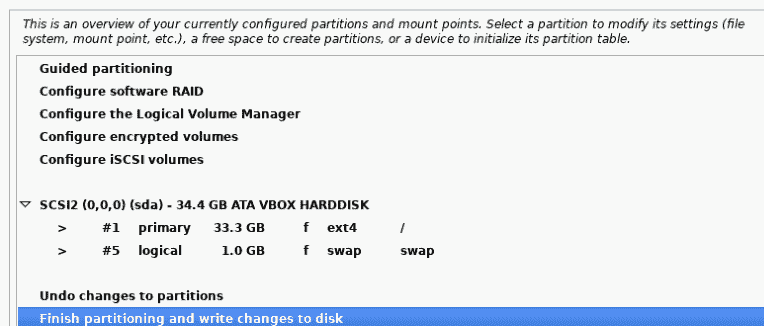 This is an overview of your currently configured partitions and mount points. Select a partition to modify its settings (file
system, mount point, etc.), a free space to create partitions, or a device to initialize its partition table.
Guided partitioning
Configure software RAID
Configure the Logical Volume Manager
Configure encrypted volumes
Configure iSCSI volumes
SCSI2 (0,0,0) (sda) - 34.4 GB ATA VBOX HARDDISK
> #1 primary 33.3 GB f ext4 /
> #5 logical 1.0 GB f swap swap
Undo changes to partitions
Finish partitioning and write changes to disk